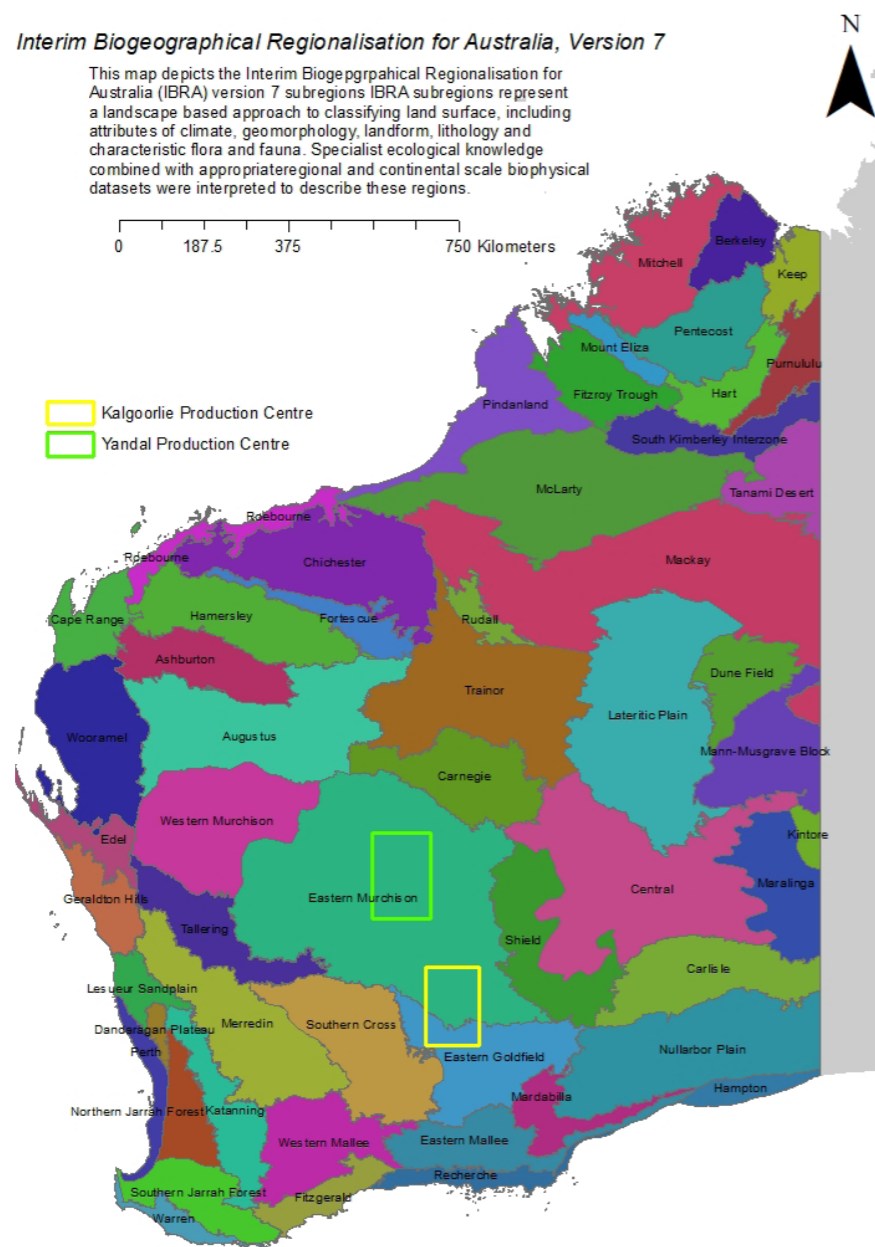 N
Interim Biogeographical Regionalisation for Australia, Version 7
This map depicts the Interim Biogepgrpahical Regionalisation for
Australia (IBRA) version 7 subregions IBRA subregions represent
a landscape based approach to classifying land surface, including
attributes of climate, geomorphology, landform, lithology and
characteristic flora and fauna. Specialist ecological knowledge
combined with appropriateregional and continental scale biophysical
datasets were interpreted to describe these regions.
0 187.5 375 750 Kilometers
Berkeley
Mitchell
Keep
Pentecost
Mount Eliza
Purnululu
Fitzroy Trough
Hart
Pindanland
Kalgoorlie Production Centre
Yandal Production Centre
South Kimberley Interzone
McLarty
Tanami Desert
Roebourne
Roebourne
Chichester
Mackay
Cape Range
Hamersley
Fortescue
Rudall
Ashburton
Dune Field
Trainor
Lateritic Plain
Wooramel
Augustus
Mann-Musgrave Block
Carnegie
Western Murchison
Edel
Kintore
Geraldton Hills
Eastern Murchison
Central
Maralinga
Tallering
Shield
Carlisle
Lesueur Sandplain
Merredin
Southern Cross
Dandaragan Plateau
Perth
Eastern Goldfield
Nullarbor Plain
Hampton
Mardabilla
Northern Jarrah Forest
Katanning
Western Mallee
Eastern Mallee
Recherche
Southern Jarrah Forest
Fitzgerald
Warren